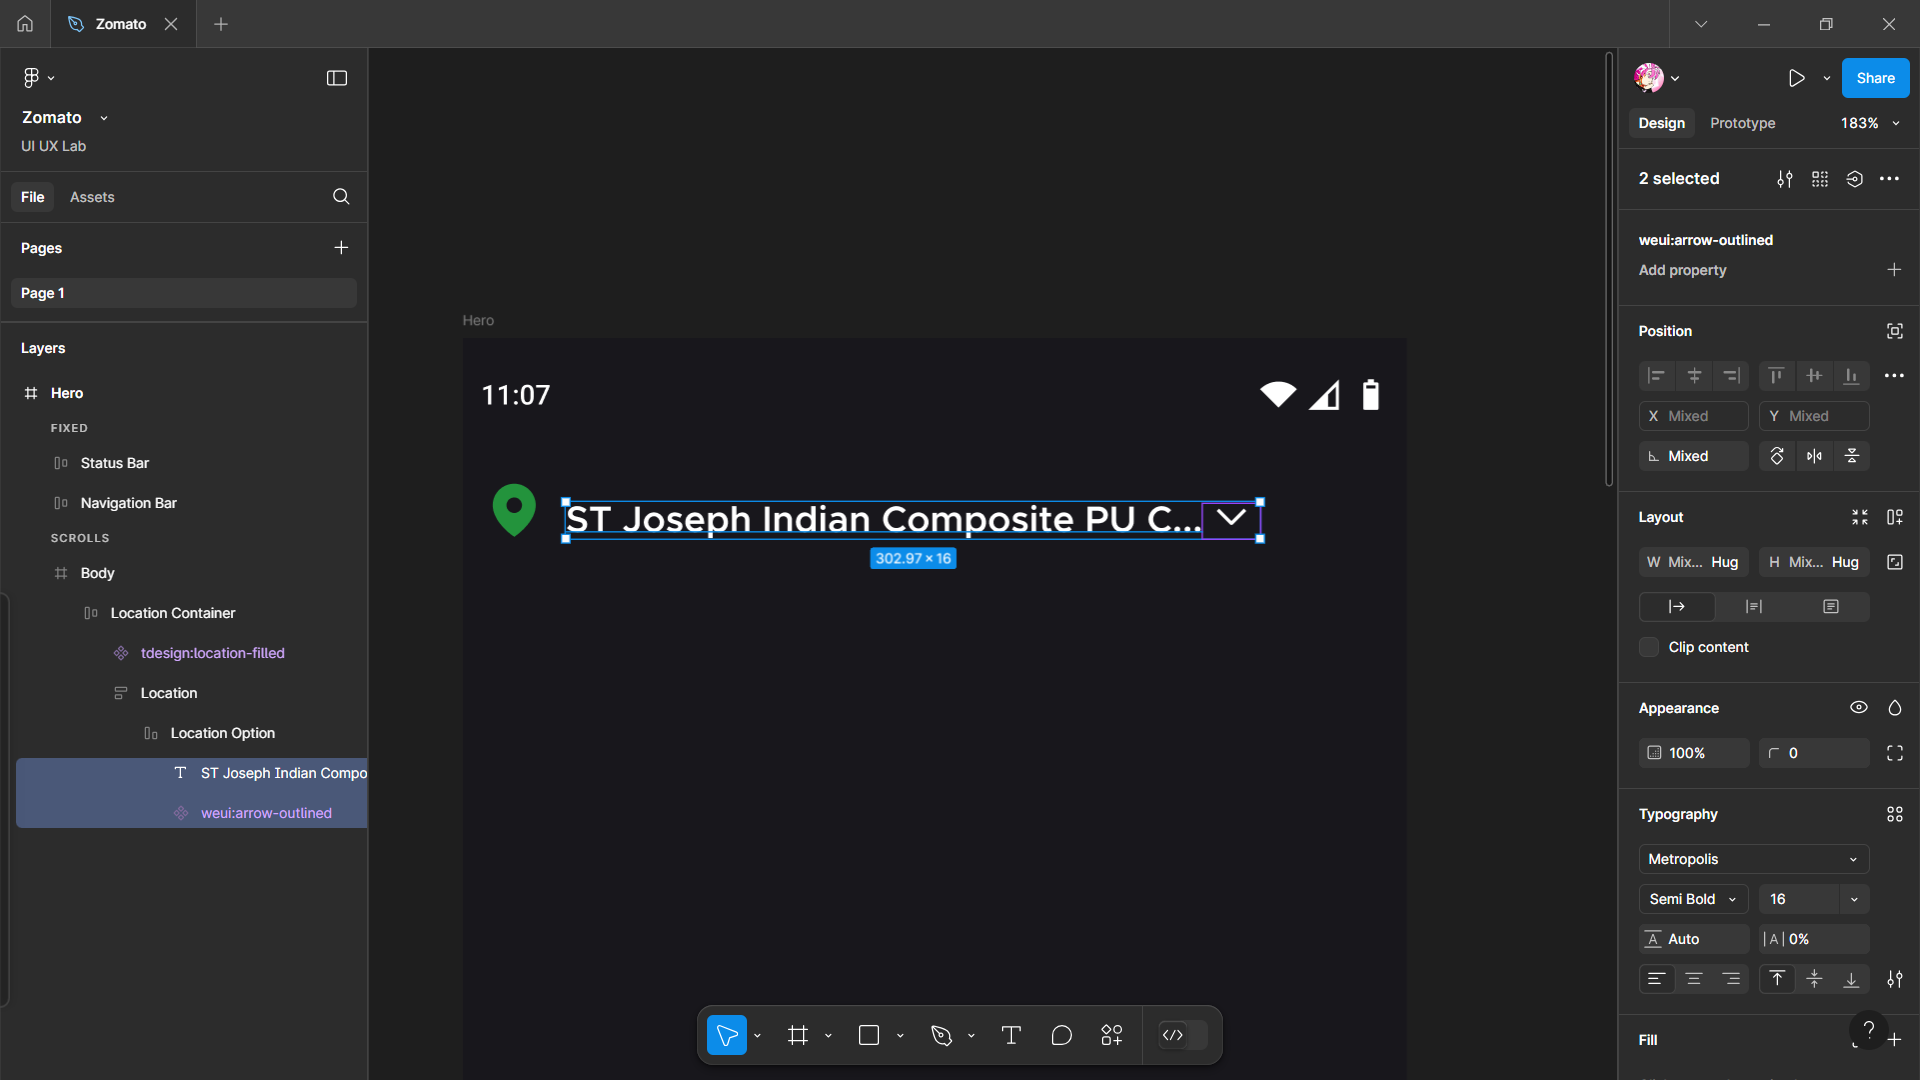 Zomato
Zomato
UI UX Lab
File
Assets
Pages
Page 1
Layers
Hero
FIXED
Status Bar
Navigation Bar
SCROLLS
Body
Location Container
tdesign:location-filled
Location
Location Option
ST Joseph Indian Compo
weui:arrow-outlined
Hero
11:07
ST Joseph Indian Composite PU C...
302.97 × 16
Share
Design
Prototype
183%
2 selected
weui:arrow-outlined
Add property
Position
X Mixed
Y Mixed
Mixed
Layout
W Mix... Hug
H Mix... Hug
Clip content
Appearance
100%
0
Typography
Metropolis
Semi Bold
16
Auto
0%
Fill
?